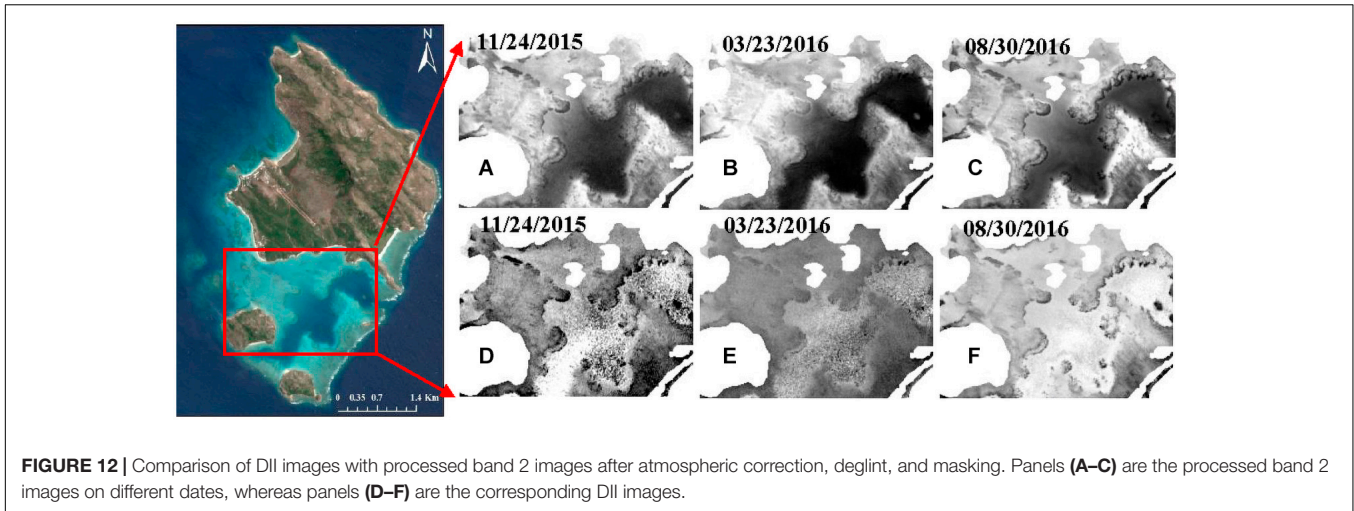 N
11/24/2015
03/23/2016
08/30/2016
A
B
C
11/24/2015
03/23/2016
08/30/2016
D
E
F
0 0.35 0.7 1.4 Km
FIGURE 12 | Comparison of DII images with processed band 2 images after atmospheric correction, deglint, and masking. Panels (A–C) are the processed band 2
images on different dates, whereas panels (D–F) are the corresponding DII images.